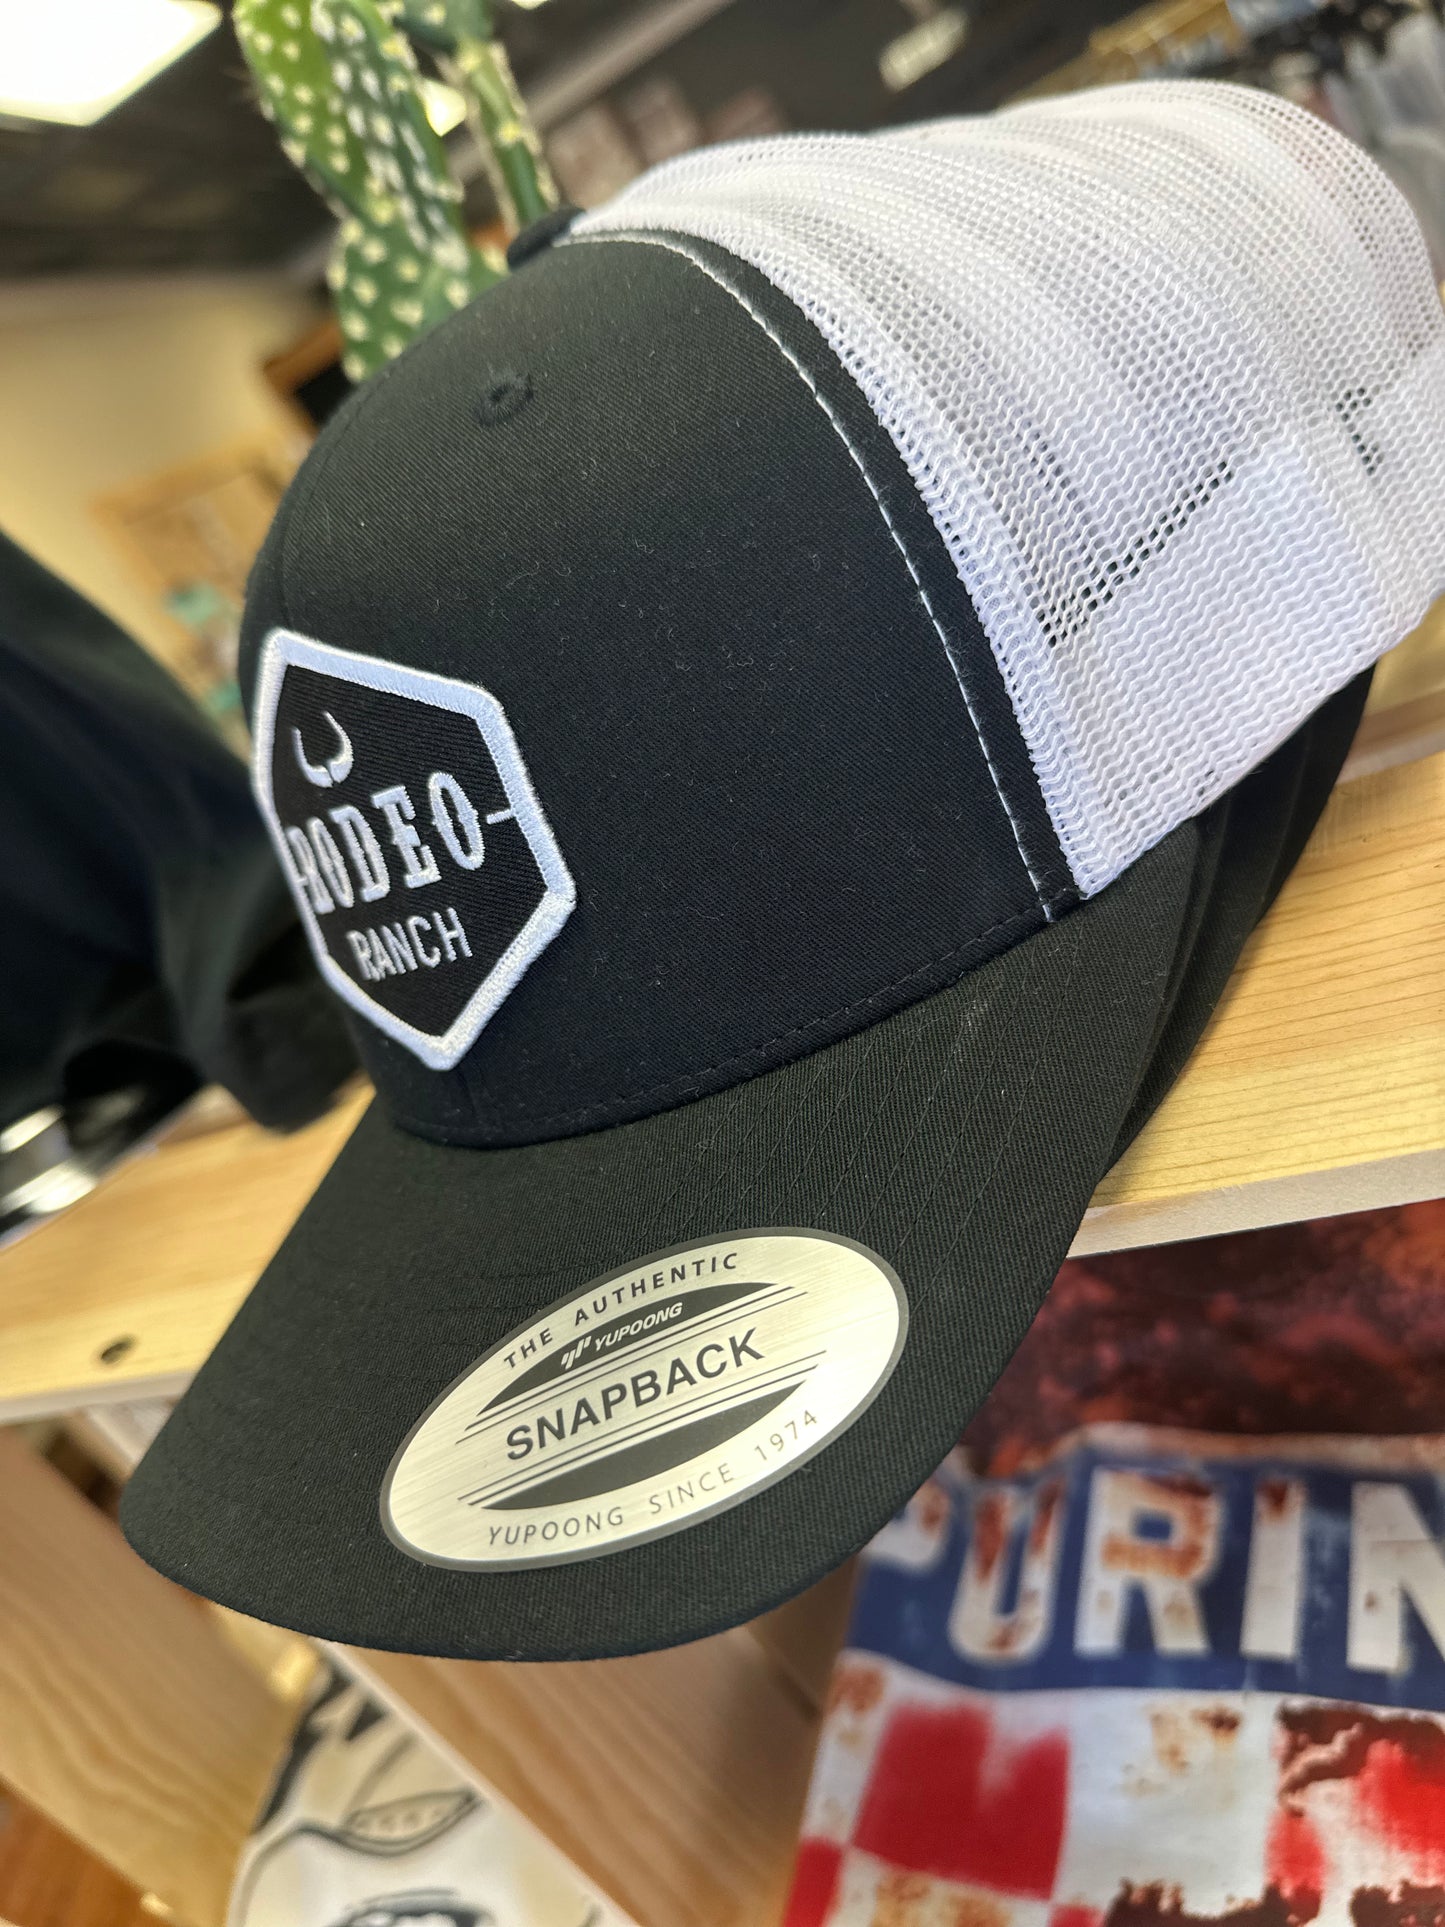 RODEO
RANCH
THE AUTHENTIC
YUPOONG
SNAPBACK
YUPOONG SINCE 1974
PURIN